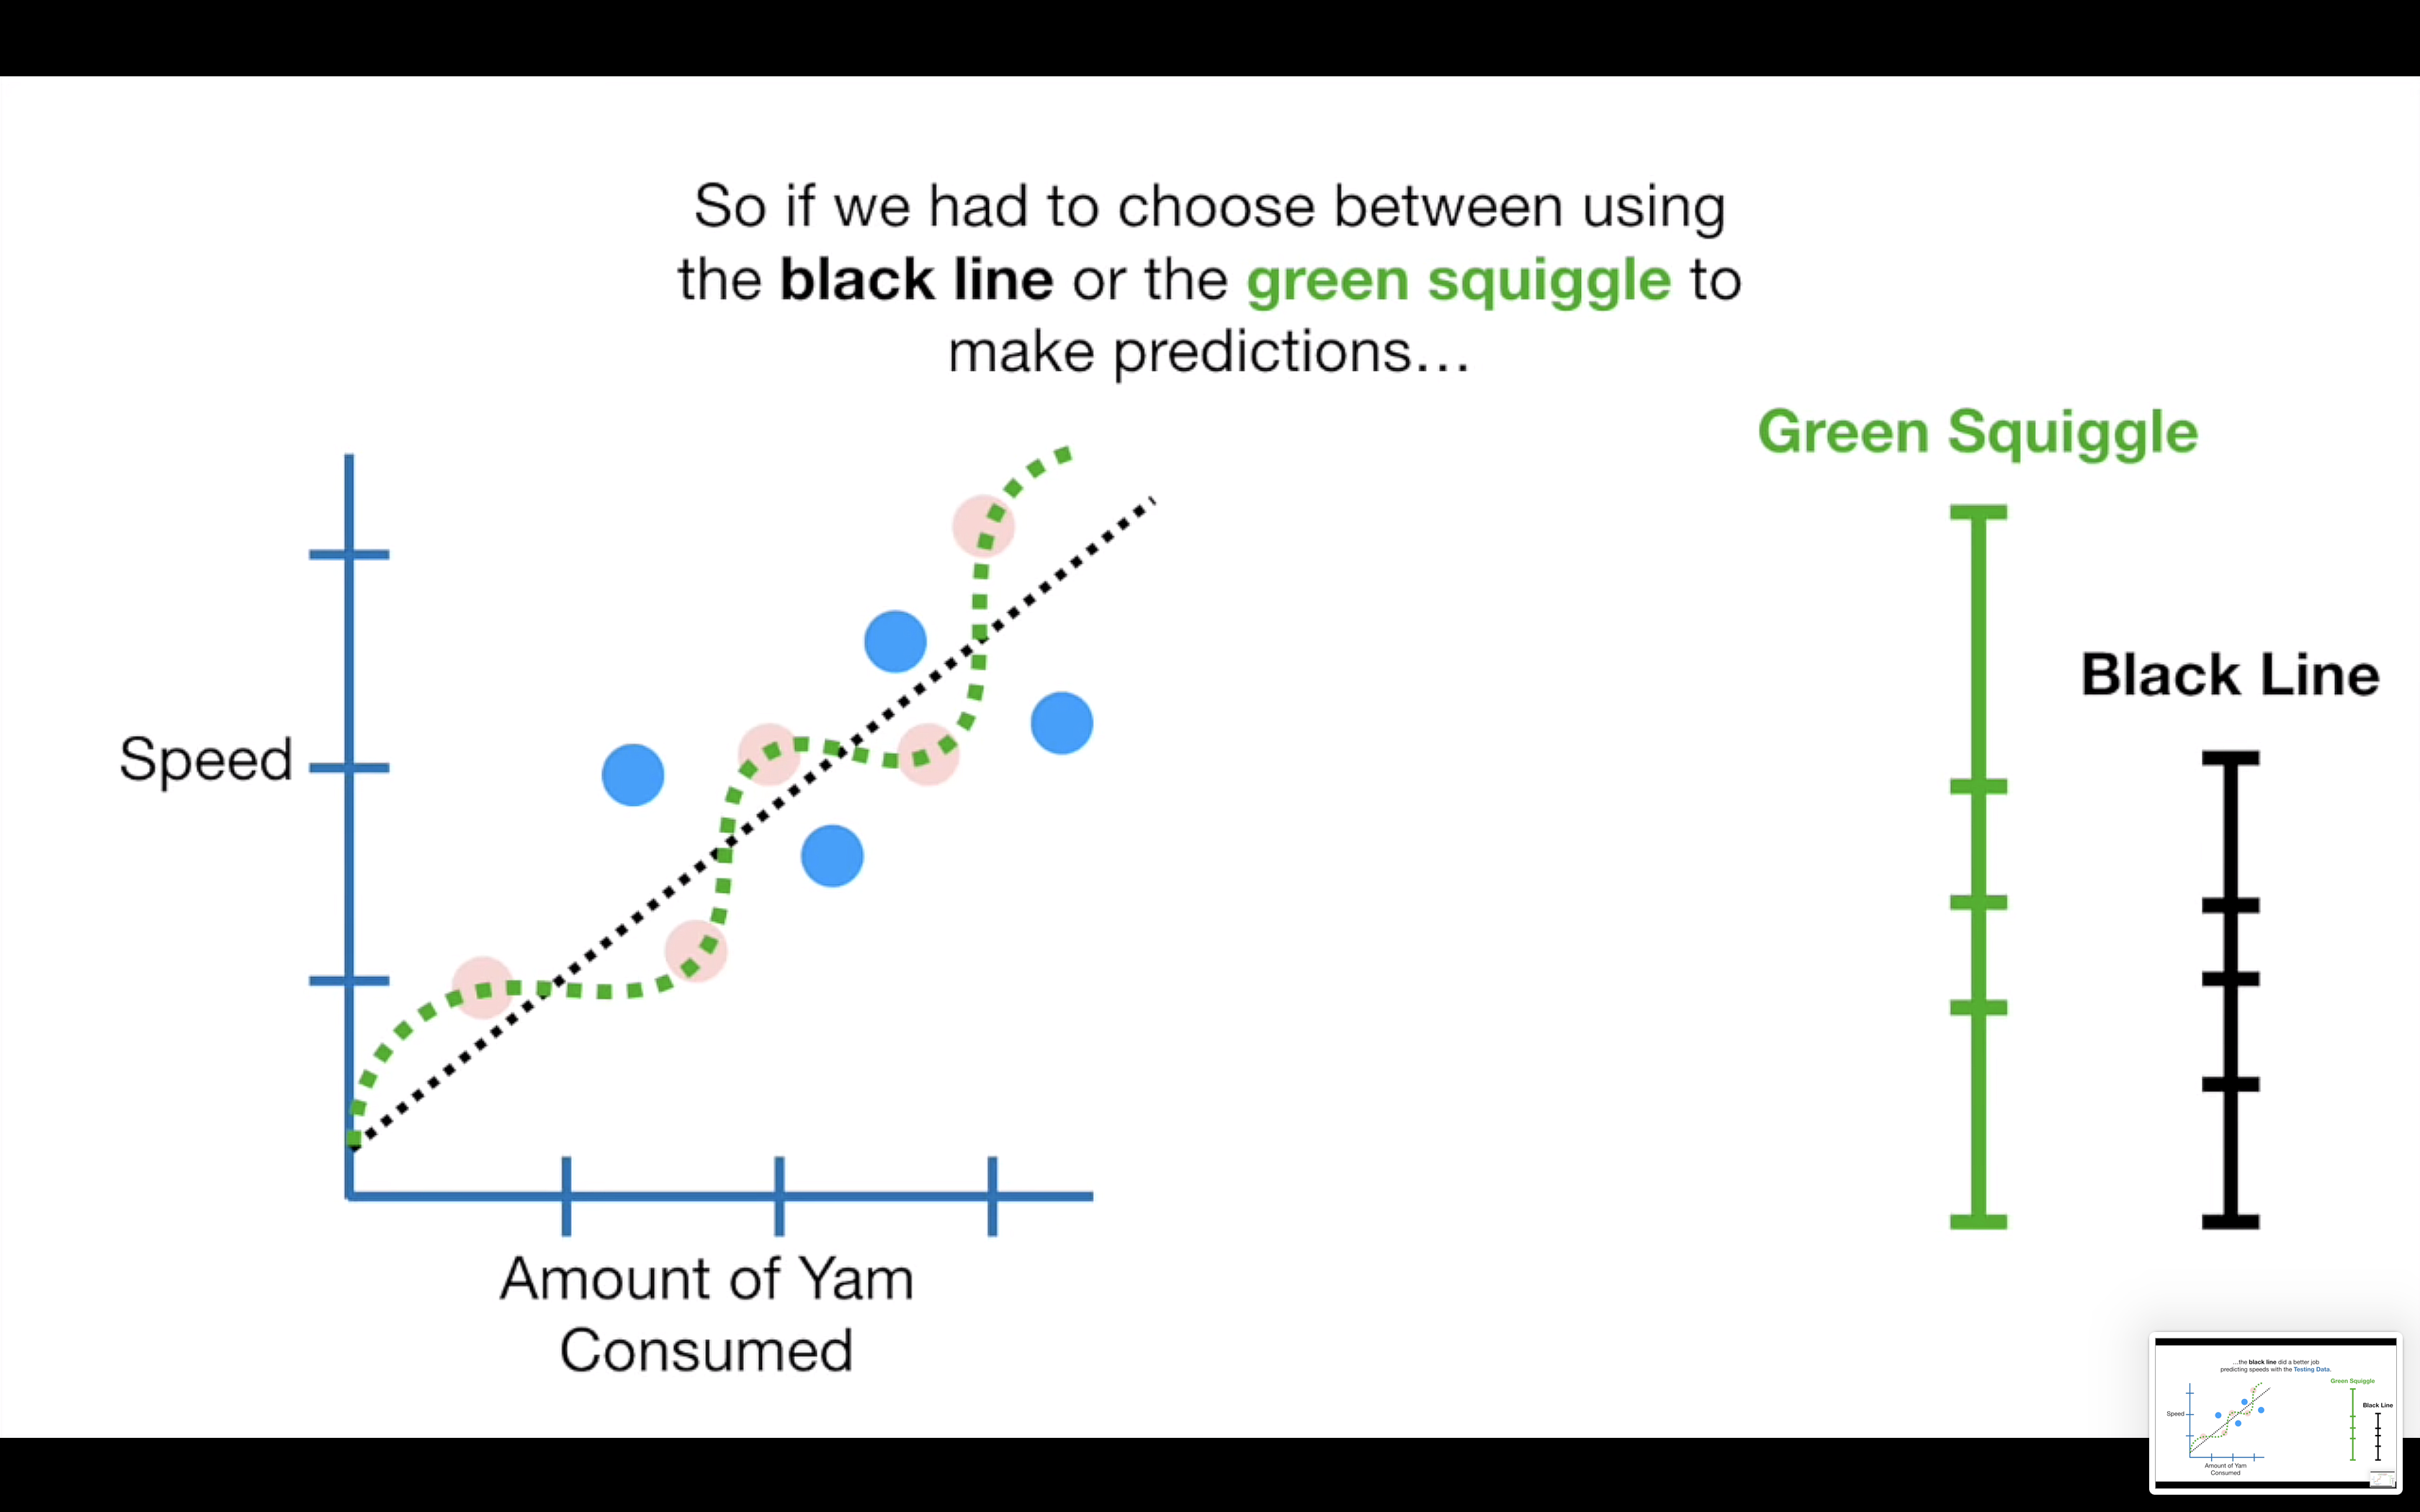 So if we had to choose between using
the black line or the green squiggle to
make predictions...
Green Squiggle
Black Line
Speed
Amount of Yam
Consumed
...the black line did a better job
predicting speeds with the Testing Data.
Green Squiggle
Black Line
Speed
Amount of Yam
Consumed